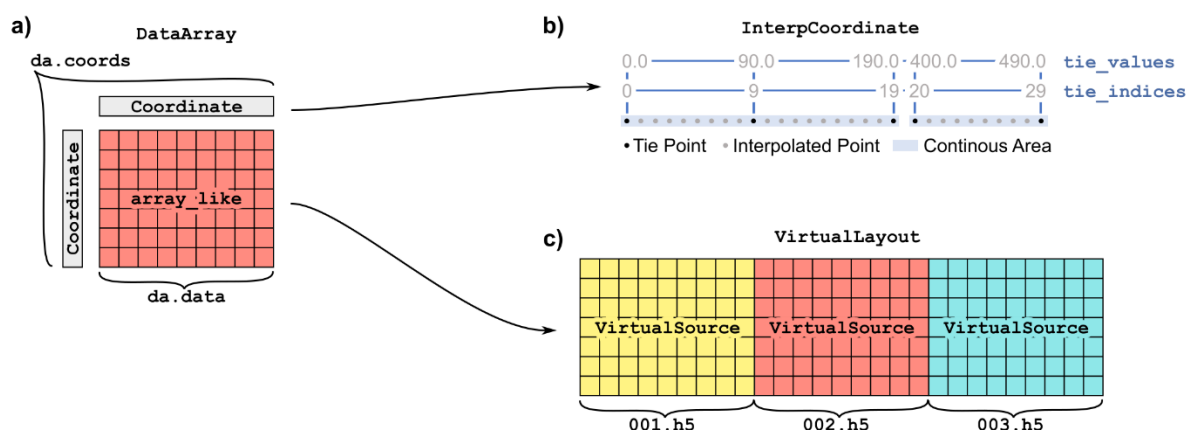 a)
DataArray
da.coords
Coordinate
Coordinate
array_like
da.data
b)
InterpCoordinate
0.0 90.0 190.0 400.0 490.0 tie_values
0 9 19 20 29 tie_indices
Tie Point Interpolated Point Continous Area
c)
VirtualLayout
VirtualSource VirtualSource VirtualSource
001.h5 002.h5 003.h5